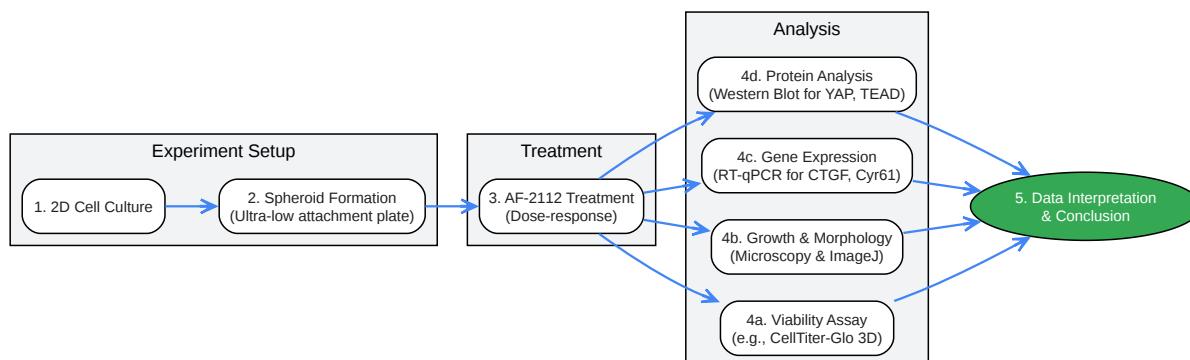 Experiment Setup
1. 2D Cell Culture
2. Spheroid Formation
(Ultra-low attachment plate)
Treatment
3. AF-2112 Treatment
(Dose-response)
Analysis
4d. Protein Analysis
(Western Blot for YAP, TEAD)
4c. Gene Expression
(RT-qPCR for CTGF, Cyr61)
4b. Growth & Morphology
(Microscopy & ImageJ)
4a. Viability Assay
(e.g., CellTiter-Glo 3D)
5. Data Interpretation
& Conclusion